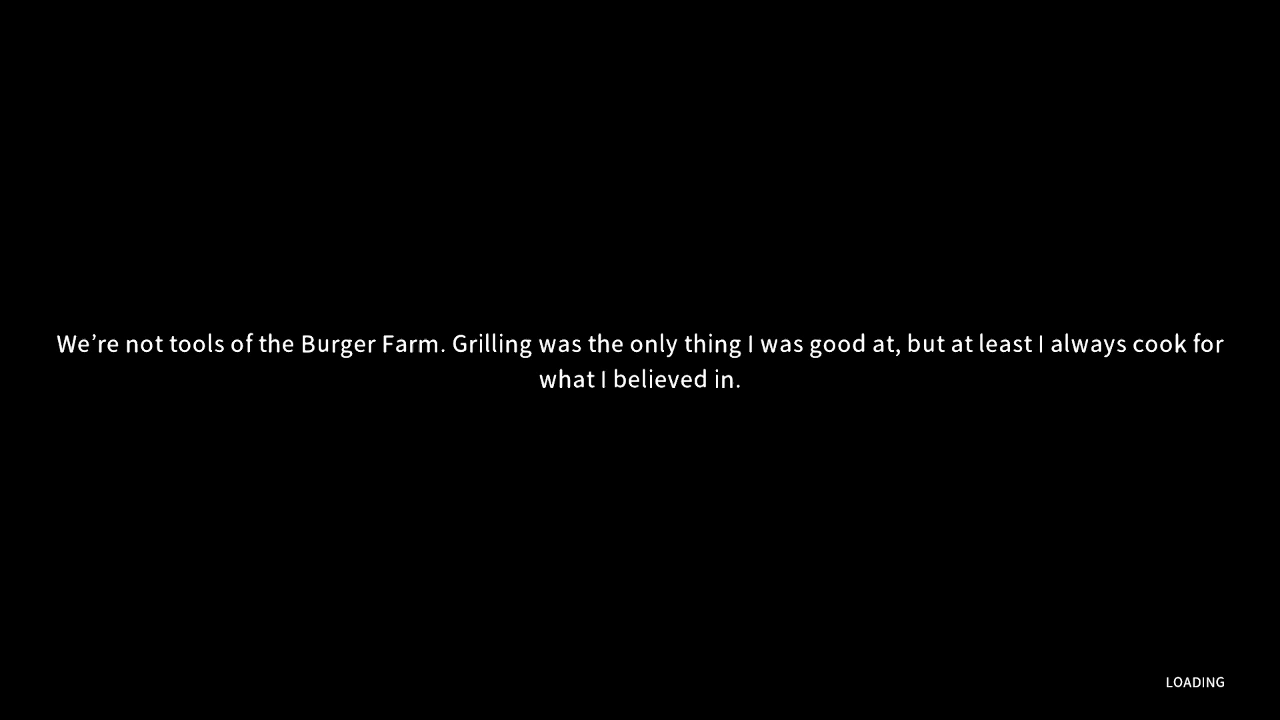 We’re not tools of the Burger Farm. Grilling was the only thing I was good at, but at least I always cook for
what I believed in.
LOADING